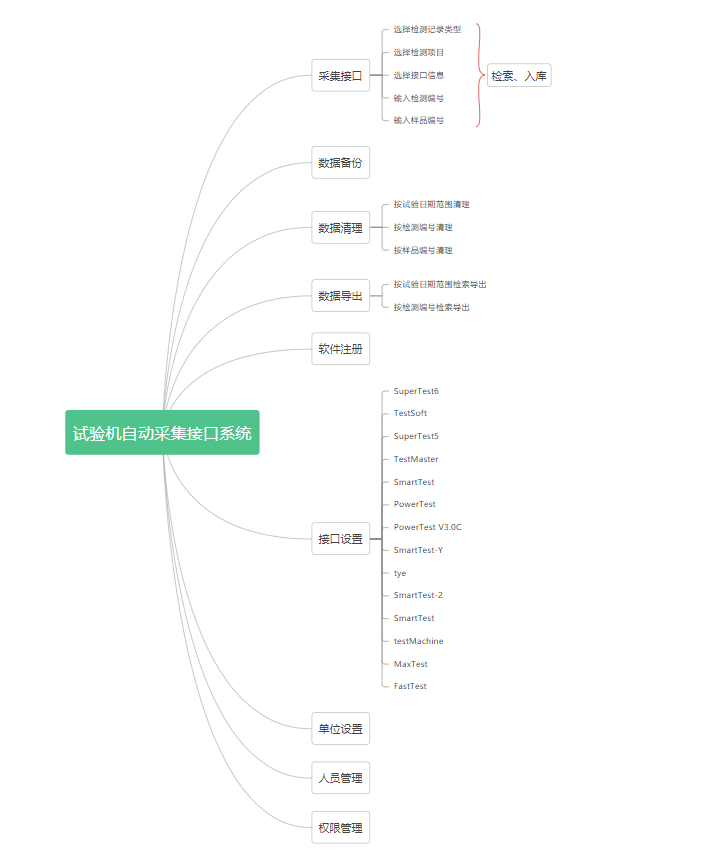 试验机自动采集接口系统
采集接口
选择检测记录类型
选择检测项目
选择接口信息
输入检测编号
输入样品编号
检索、入库
数据备份
数据清理
按试验日期范围清理
按检测编号清理
按样品编号清理
数据导出
按试验日期范围检索导出
按检测编号检索导出
软件注册
接口设置
SuperTest6
TestSoft
SuperTest5
TestMaster
SmartTest
PowerTest
PowerTest V3.0C
SmartTest-Y
tye
SmartTest-2
SmartTest
testMachine
MaxTest
FastTest
单位设置
人员管理
权限管理